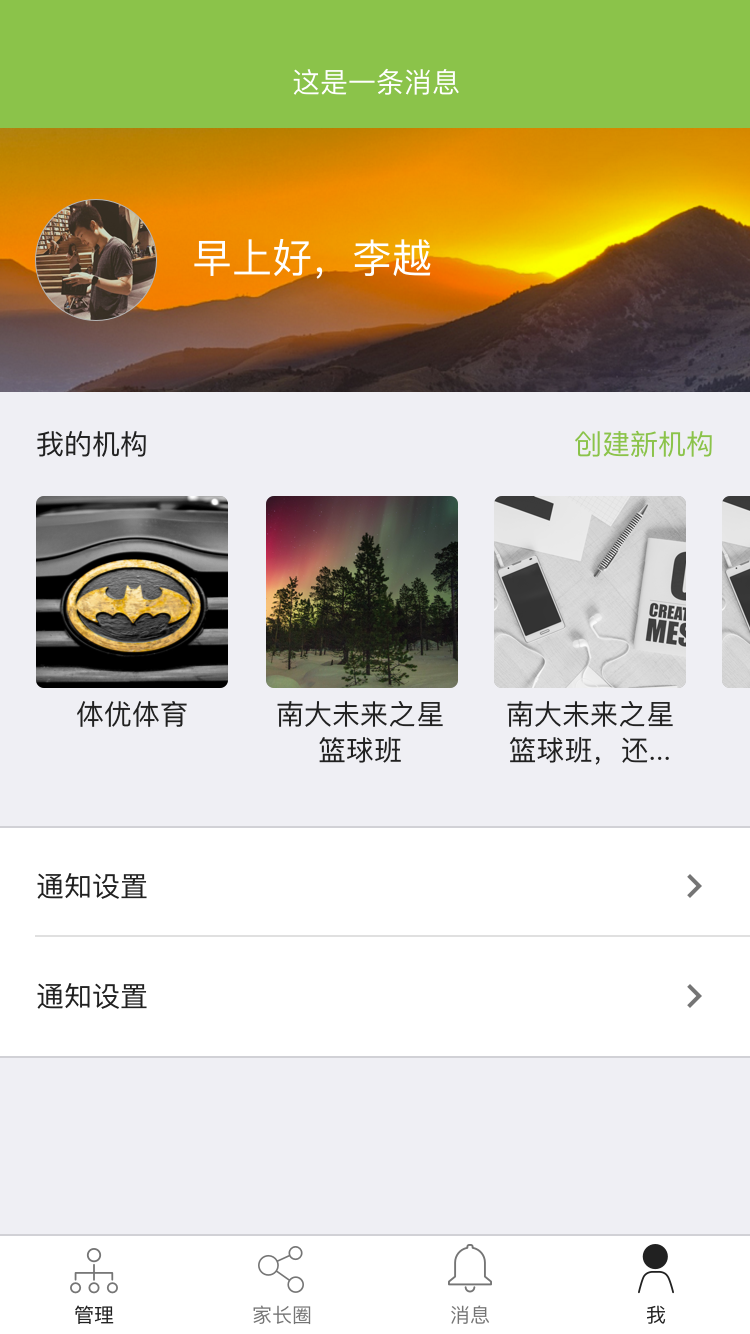 这是一条消息
早上好，李越
我的机构
创建新机构
体优体育
南大未来之星
篮球班
南大未来之星
篮球班，还...
通知设置
通知设置
管理
家长圈
消息
我